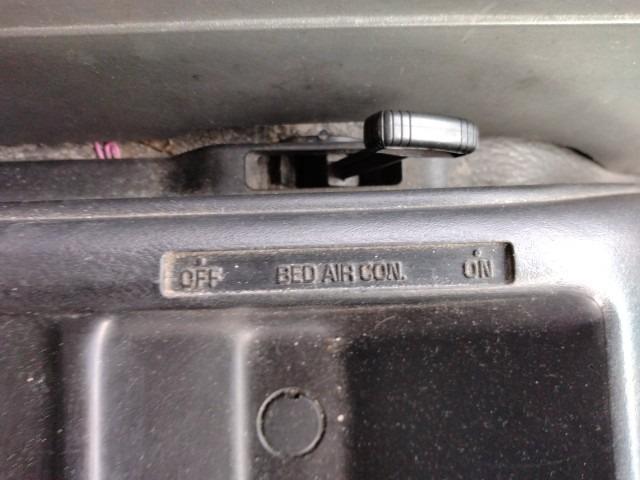 OFF BED AIR CON. ON